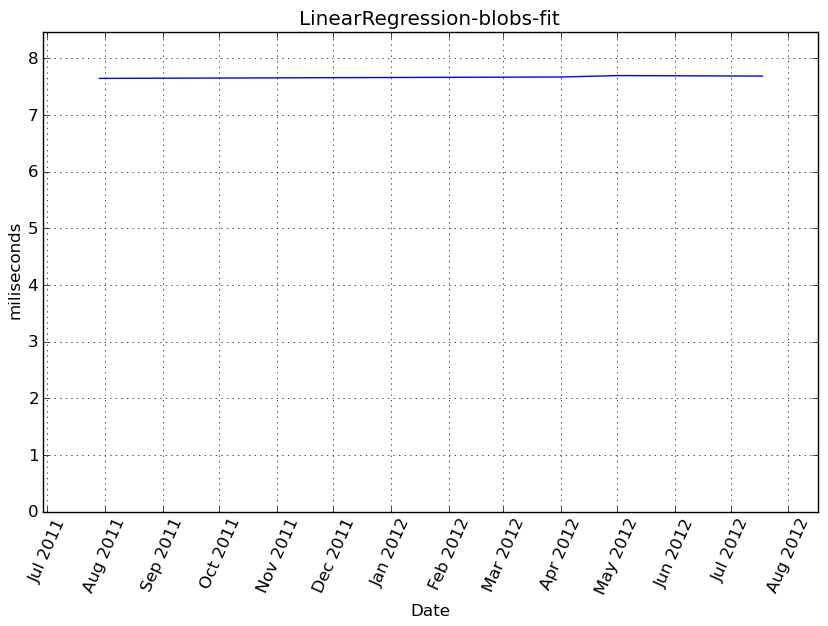 LinearRegression-blobs-fit
8
7
6
5
4
3
2
1
0
miliseconds
Jul 2011
Aug 2011
Sep 2011
Oct 2011
Nov 2011
Dec 2011
Jan 2012
Feb 2012
Mar 2012
Apr 2012
May 2012
Jun 2012
Jul 2012
Aug 2012
Date